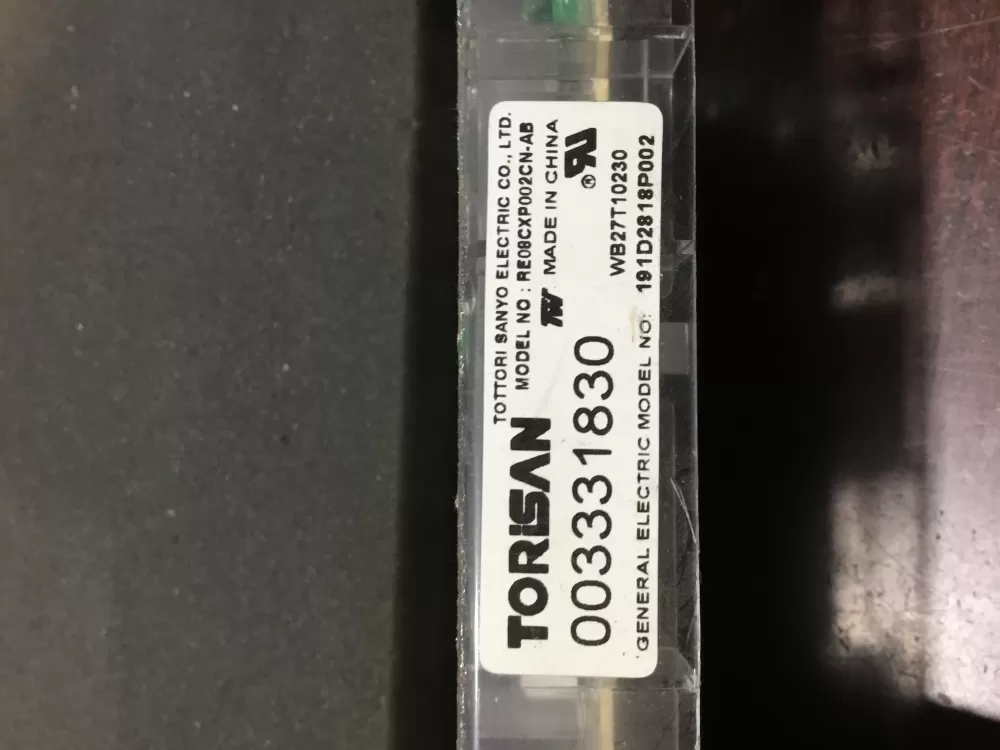 TOTTORI SANYO ELECTRIC CO., LTD.
MODEL NO : RE08CXP002CN-AB
TORISAN
MADE IN CHINA
003331830
WB27T10230
GENERAL ELECTRIC MODEL NO: 191D2818P002